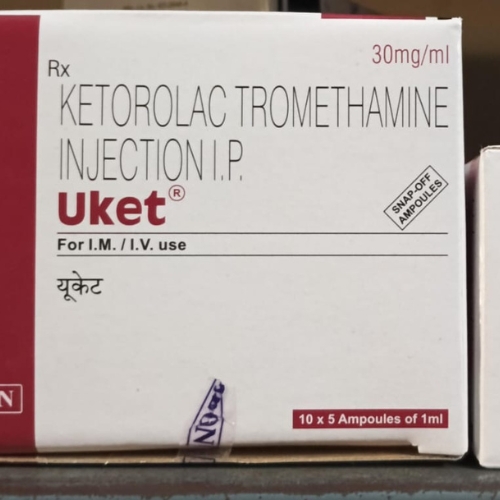 30mg/ml
Rx
KETOROLAC TROMETHAMINE
INJECTION I.P.
Uket®
SNAP-OFF
AMPOULES
For I.M. / I.V. use
यूकेट
N
10 x 5 Ampoules of 1ml